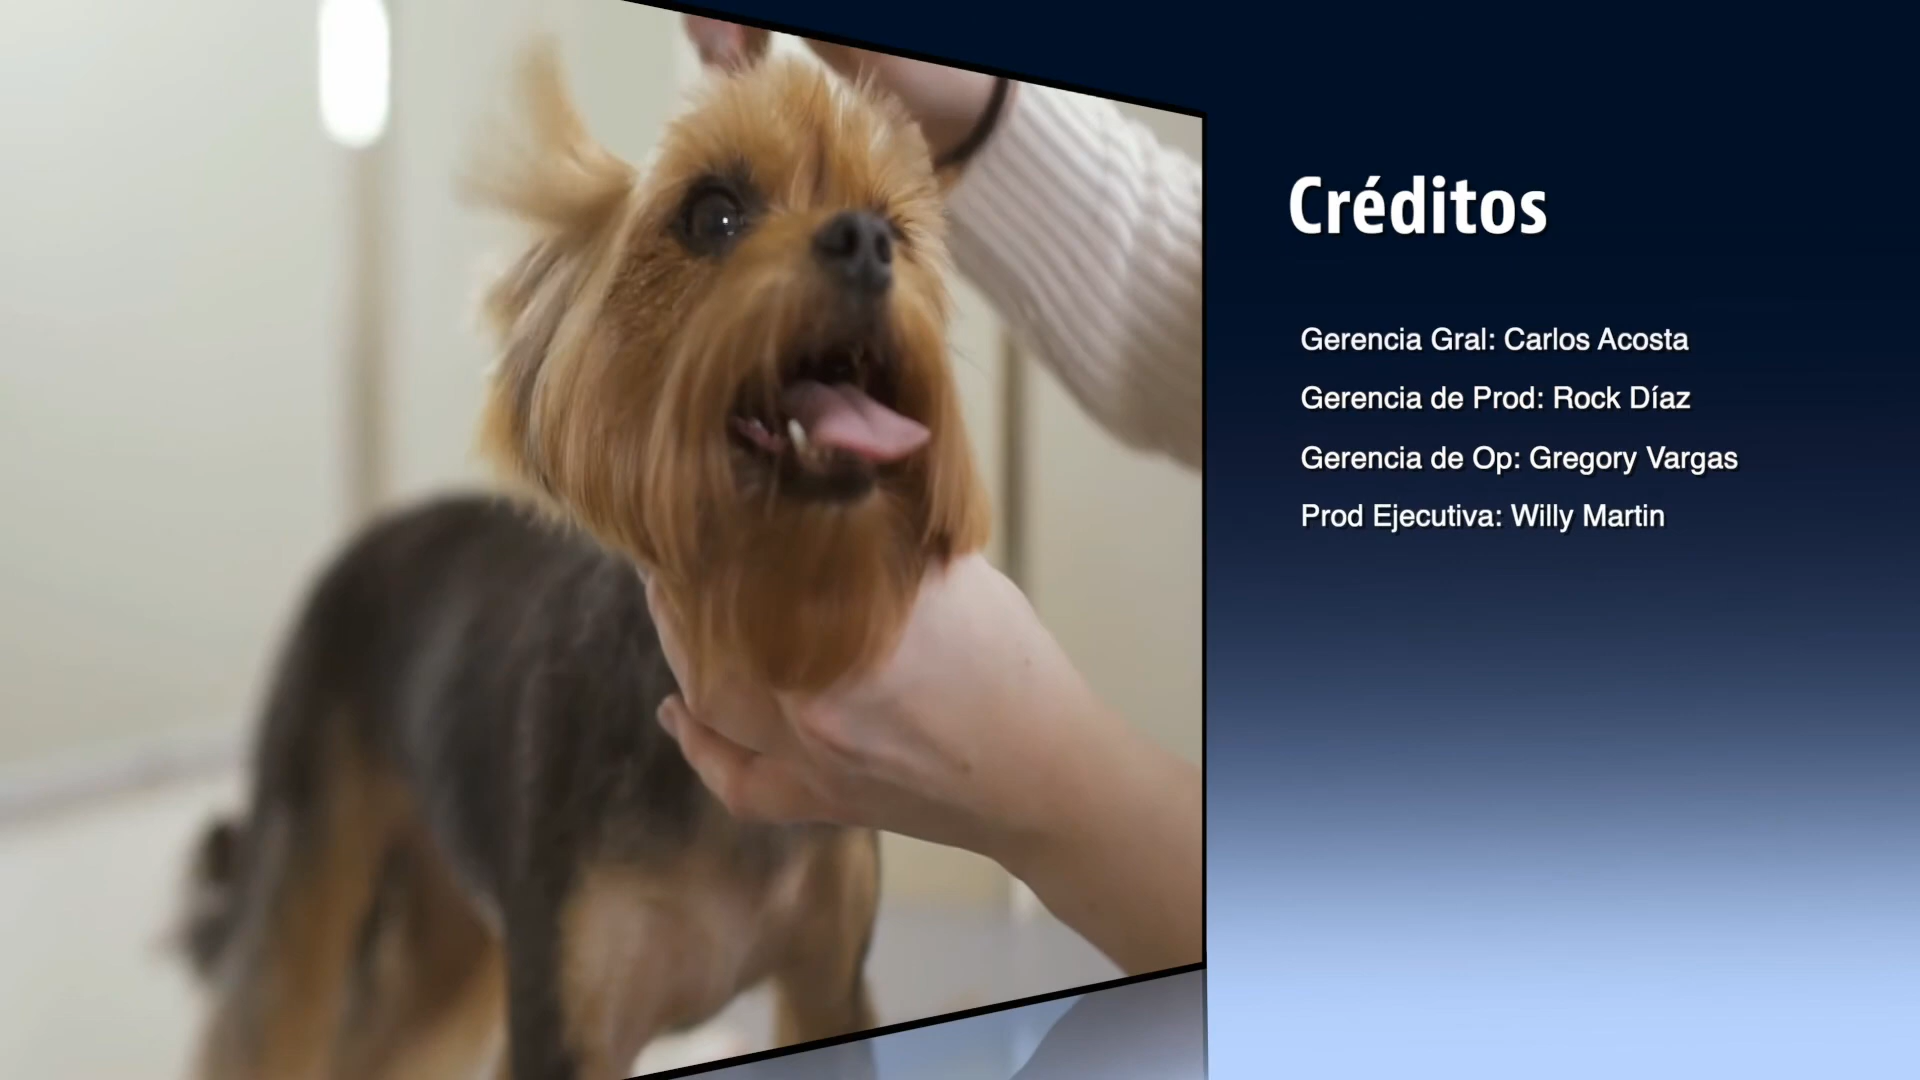 Créditos
Gerencia Gral: Carlos Acosta
Gerencia de Prod: Rock Díaz
Gerencia de Op: Gregory Vargas
Prod Ejecutiva: Willy Martin